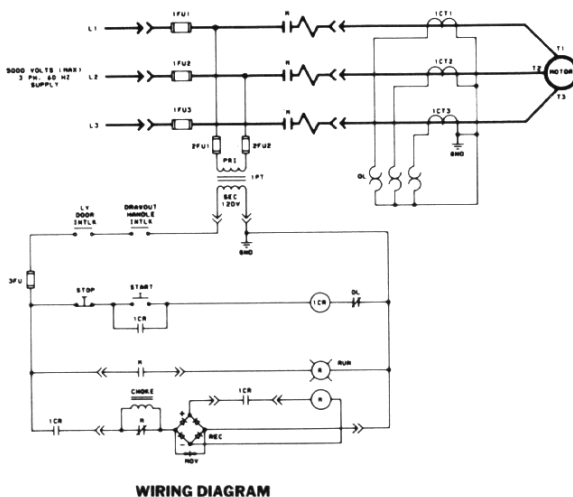 1FU1
M
1CT1
L1
T1
5000 VOLTS (MAX)
3 PH. 60 HZ
SUPPLY
1FU2
M
1CT2
L2
T2
MOTOR
1FU3
M
1CT3
T3
L3
2FU1
2FU2
GND
PRI
1PT
OL
SEC
120V
LV
DOOR
INTLK
DRAWOUT
HANDLE
INTLK
GND
3FU
STOP
START
1CR
OL
1CR
M
R
RUN
CHOKE
1CR
M
1CR
M
+
REC
-
MOV
WIRING DIAGRAM